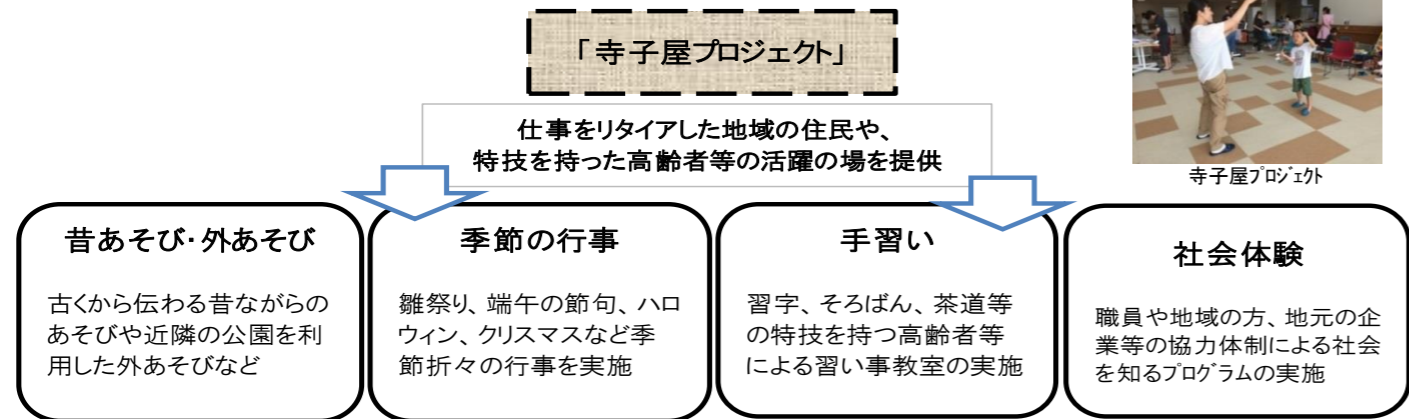 「寺子屋プロジェクト」
仕事をリタイアした地域の住民や、
特技を持った高齢者等の活躍の場を提供
寺子屋プロジェクト
昔あそび・外あそび
古くから伝わる昔ながらの
あそびや近隣の公園を利
用した外あそびなど
季節の行事
雛祭り、端午の節句、ハロ
ウィン、クリスマスなど季
節折々の行事を実施
手習い
習字、そろばん、茶道等
の特技を持つ高齢者等
による習い事教室の実施
社会体験
職員や地域の方、地元の企
業等の協力体制による社会
を知るプログラムの実施